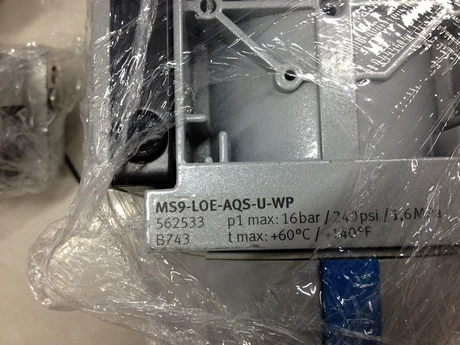 MS9-LOE-AQS-U-WP
562533 p1 max: 16bar / 240psi / 1,6MPa
B743 t max: +60°C / +140°F